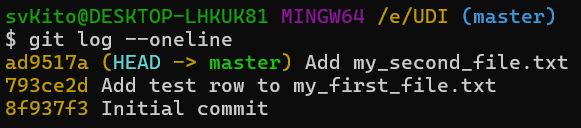 svKito@DESKTOP-LHKUK81 MINGW64 /e/UDI (master)
$ git log --oneline
ad9517a (HEAD -> master) Add my_second_file.txt
793ce2d Add test row to my_first_file.txt
8f937f3 Initial commit